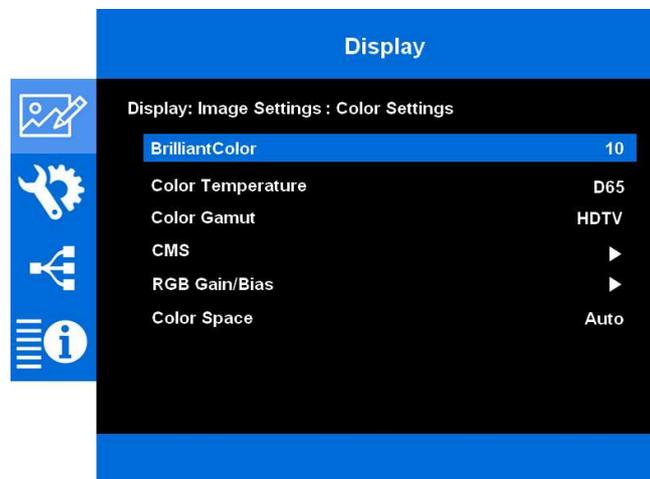 Display
Display: Image Settings : Color Settings
BrilliantColor 10
Color Temperature D65
Color Gamut HDTV
CMS
RGB Gain/Bias
Color Space Auto